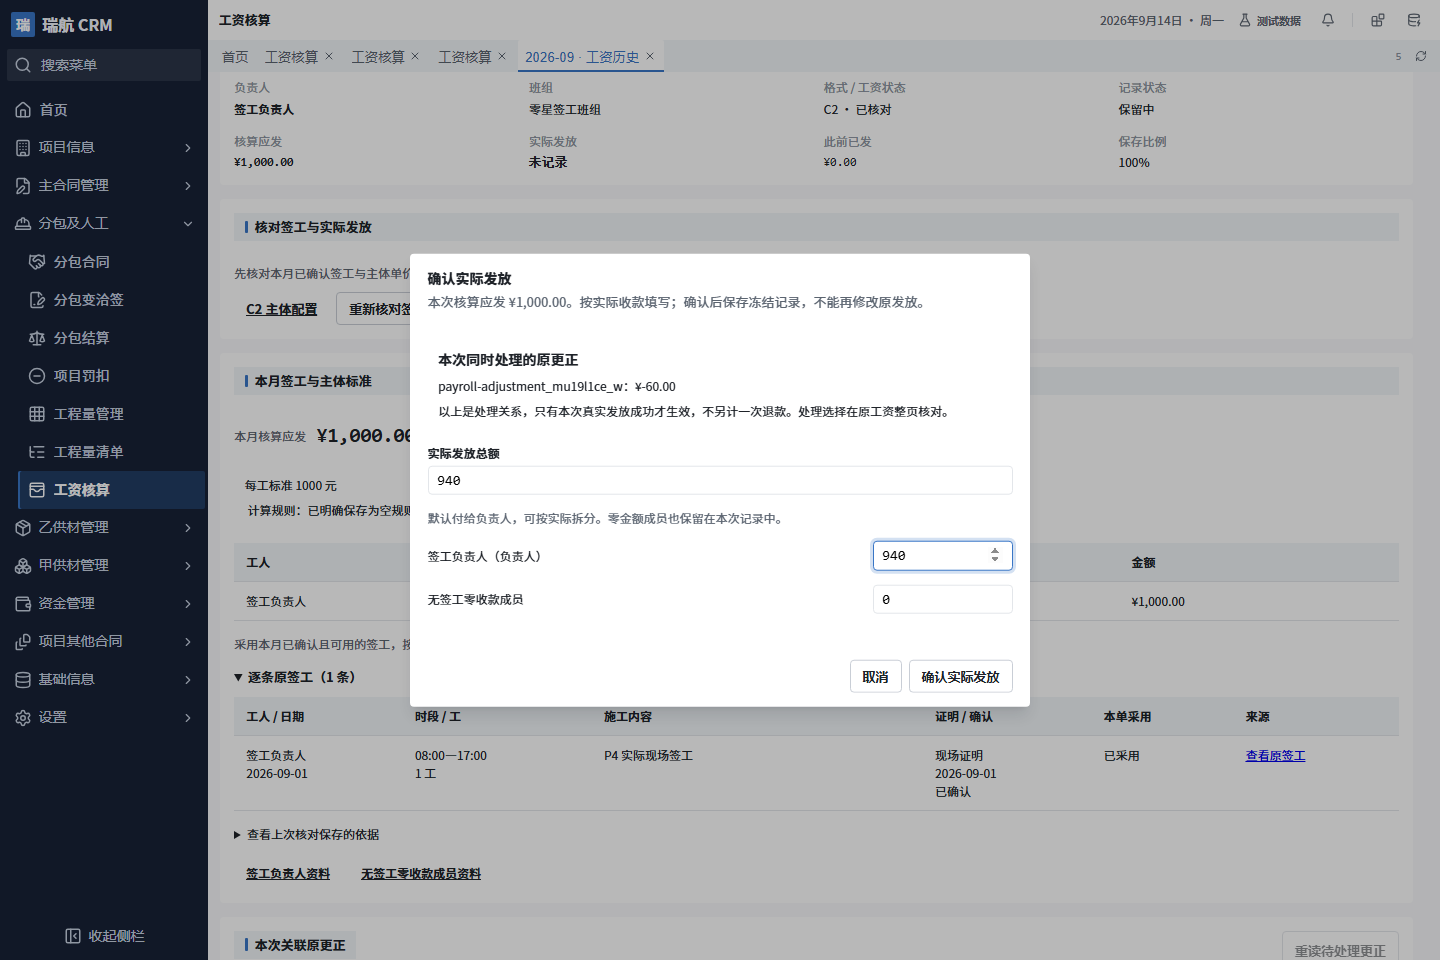 瑞 瑞航 CRM
搜索菜单
首页
项目信息
主合同管理
分包及人工
分包合同
分包变洽签
分包结算
项目罚扣
工程量管理
工程量清单
工资核算
乙供材管理
甲供材管理
资金管理
项目其他合同
基础信息
设置
收起侧栏
工资核算
2026年9月14日 · 周一
测试数据
首页
工资核算 ×
工资核算 ×
工资核算 ×
2026-09 · 工资历史 ×
5
负责人
班组
格式 / 工资状态
记录状态
签工负责人
零星签工班组
C2 · 已核对
保留中
核算应发
实际发放
此前已发
保存比例
¥1,000.00
未记录
¥0.00
100%
核对签工与实际发放
先核对本月已确认签工与主体单价
C2 主体配置
重新核对签
本月签工与主体标准
本月核算应发 ¥1,000.00
每工标准 1000 元
计算规则：已明确保存为空规则
工人
金额
签工负责人
¥1,000.00
采用本月已确认且可用的签工，按
逐条原签工（1 条）
工人 / 日期
时段 / 工
施工内容
证明 / 确认
本单采用
来源
签工负责人
2026-09-01
08:00—17:00
1 工
P4 实际现场签工
现场证明
2026-09-01
已确认
已采用
查看原签工
查看上次核对保存的依据
签工负责人资料
无签工零收款成员资料
本次关联原更正
重读待处理更正
确认实际发放
本次核算应发 ¥1,000.00。按实际收款填写；确认后保存冻结记录，不能再修改原发放。
本次同时处理的原更正
payroll-adjustment_mu19l1ce_w：¥-60.00
以上是处理关系，只有本次真实发放成功才生效，不另计一次退款。处理选择在原工资整页核对。
实际发放总额
940
默认付给负责人，可按实际拆分。零金额成员也保留在本次记录中。
签工负责人（负责人）
940
无签工零收款成员
0
取消
确认实际发放